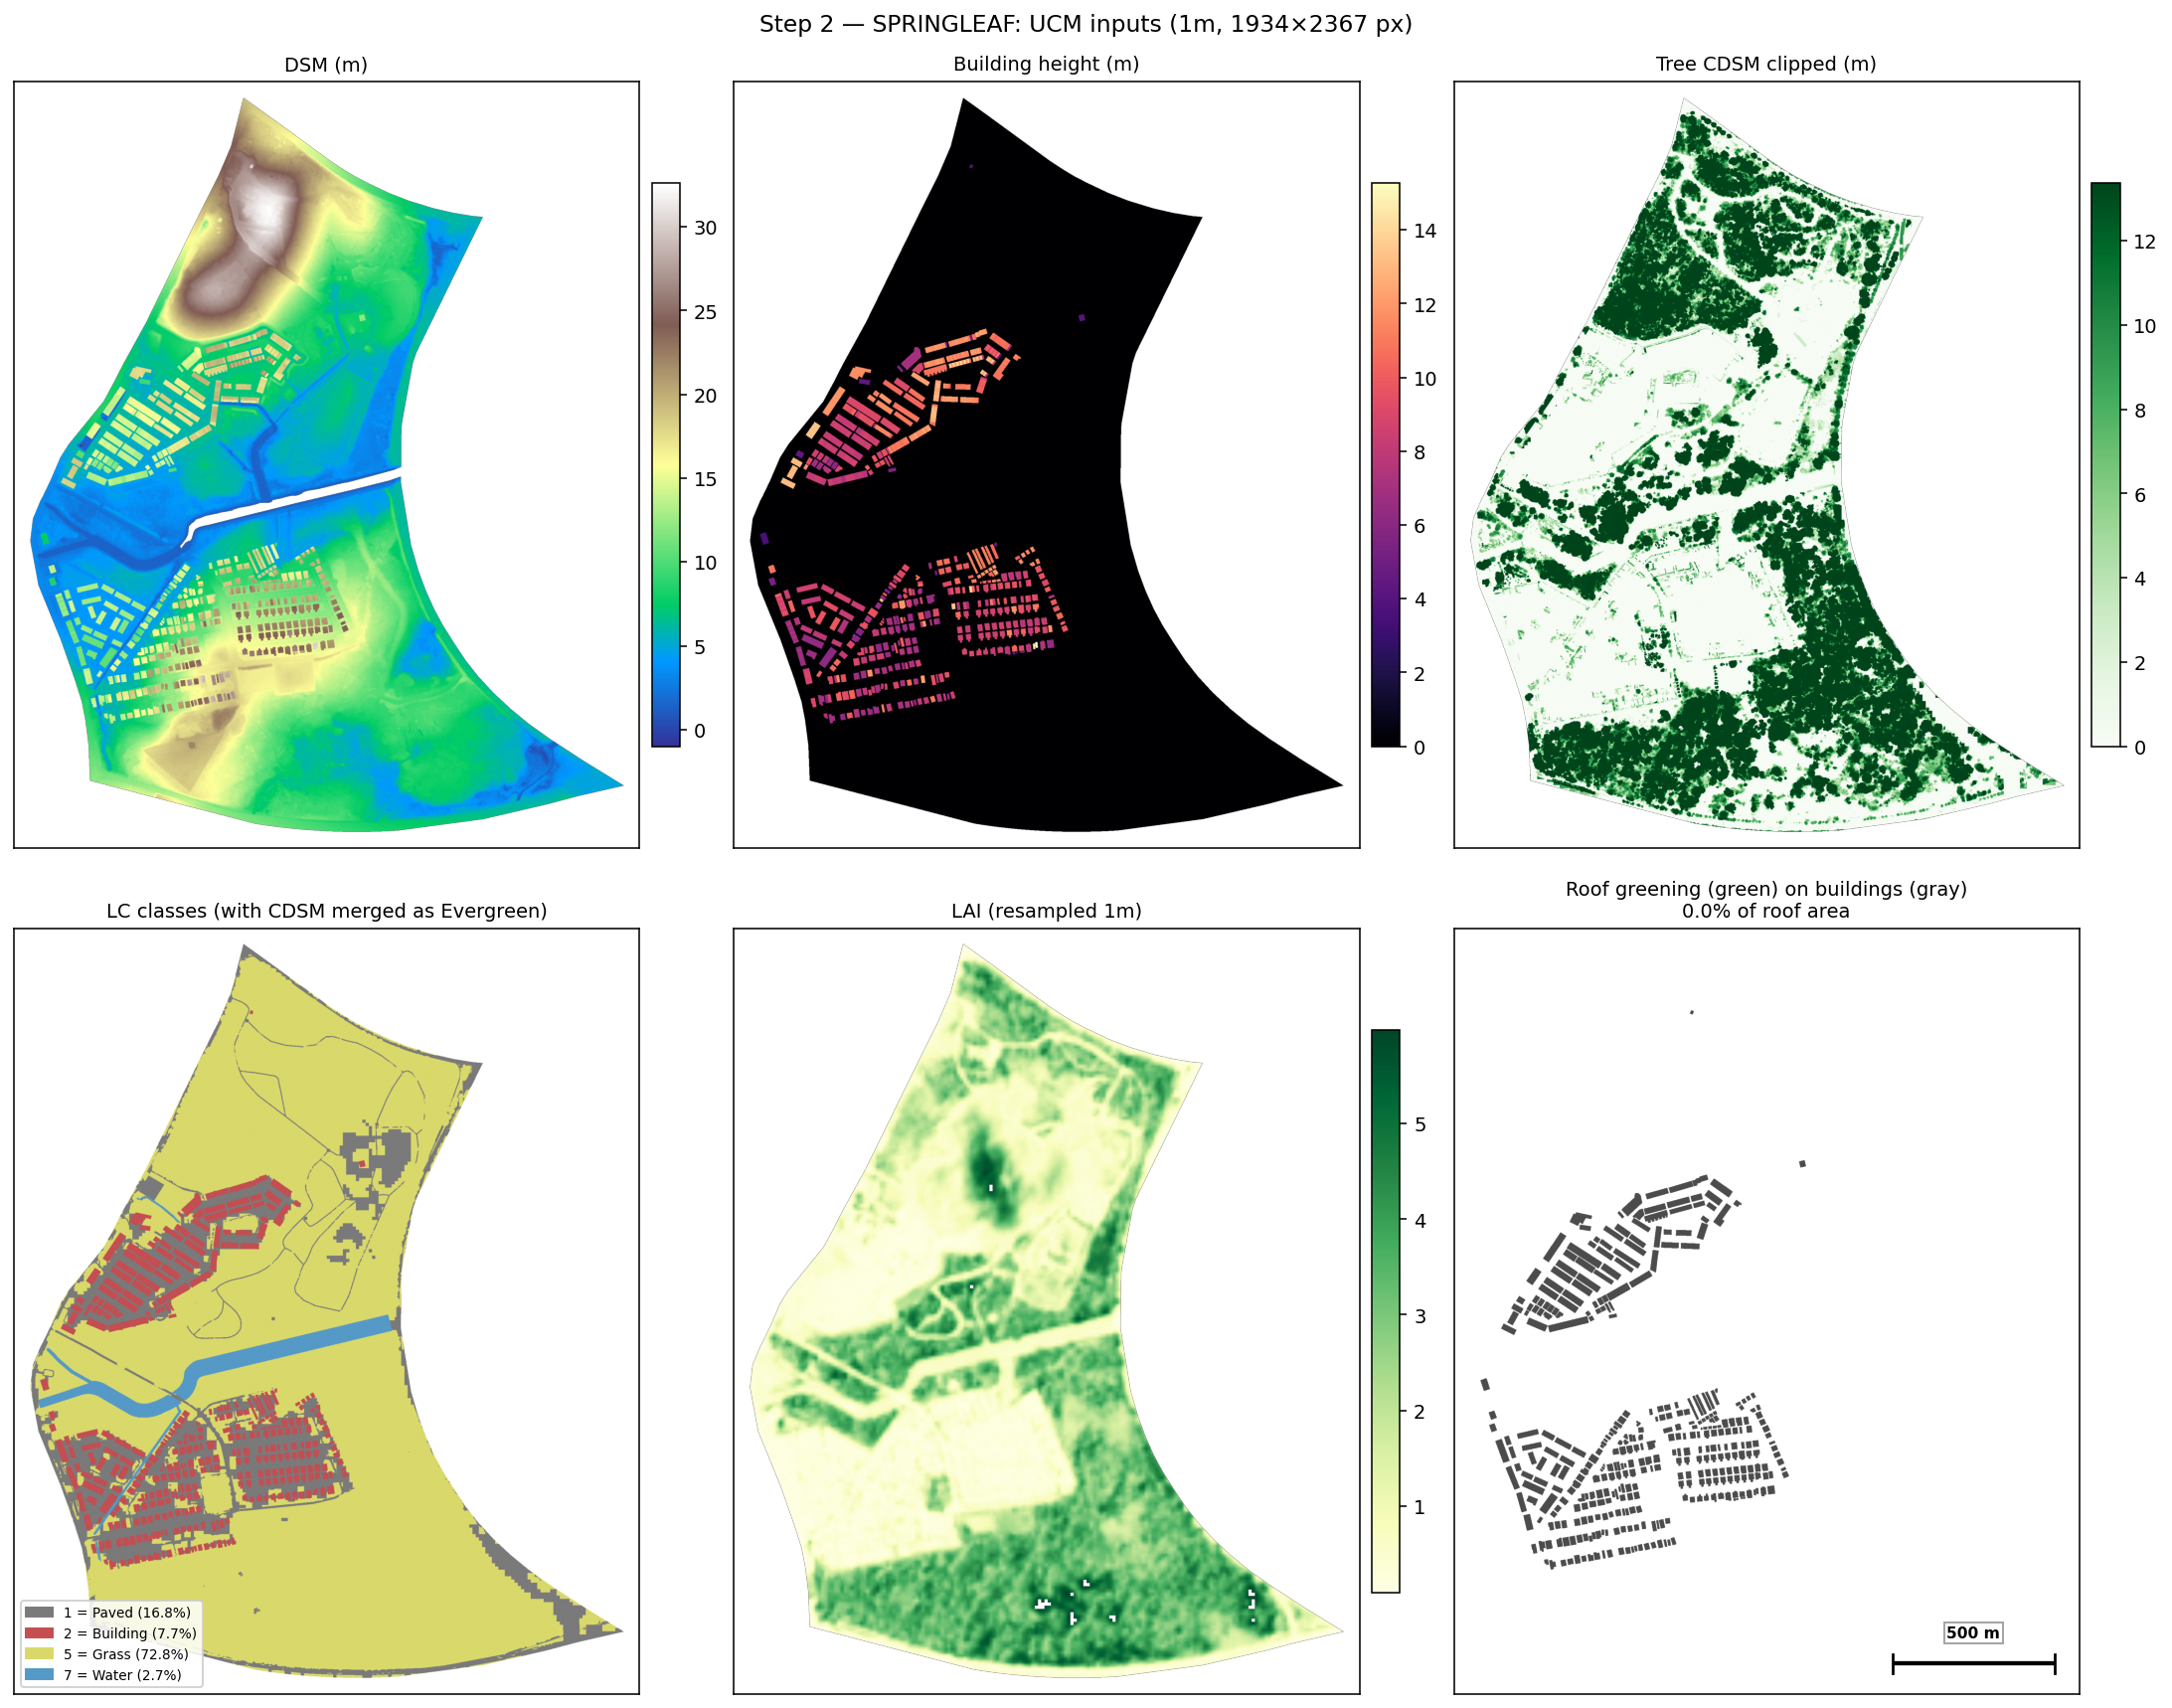 Step 2 — SPRINGLEAF: UCM inputs (1m, 1934×2367 px)
DSM (m)
30
25
20
15
10
5
0
Building height (m)
14
12
10
8
6
4
2
0
Tree CDSM clipped (m)
12
10
8
6
4
2
0
LC classes (with CDSM merged as Evergreen)
1 = Paved (16.8%)
2 = Building (7.7%)
5 = Grass (72.8%)
7 = Water (2.7%)
LAI (resampled 1m)
5
4
3
2
1
Roof greening (green) on buildings (gray)
0.0% of roof area
500 m